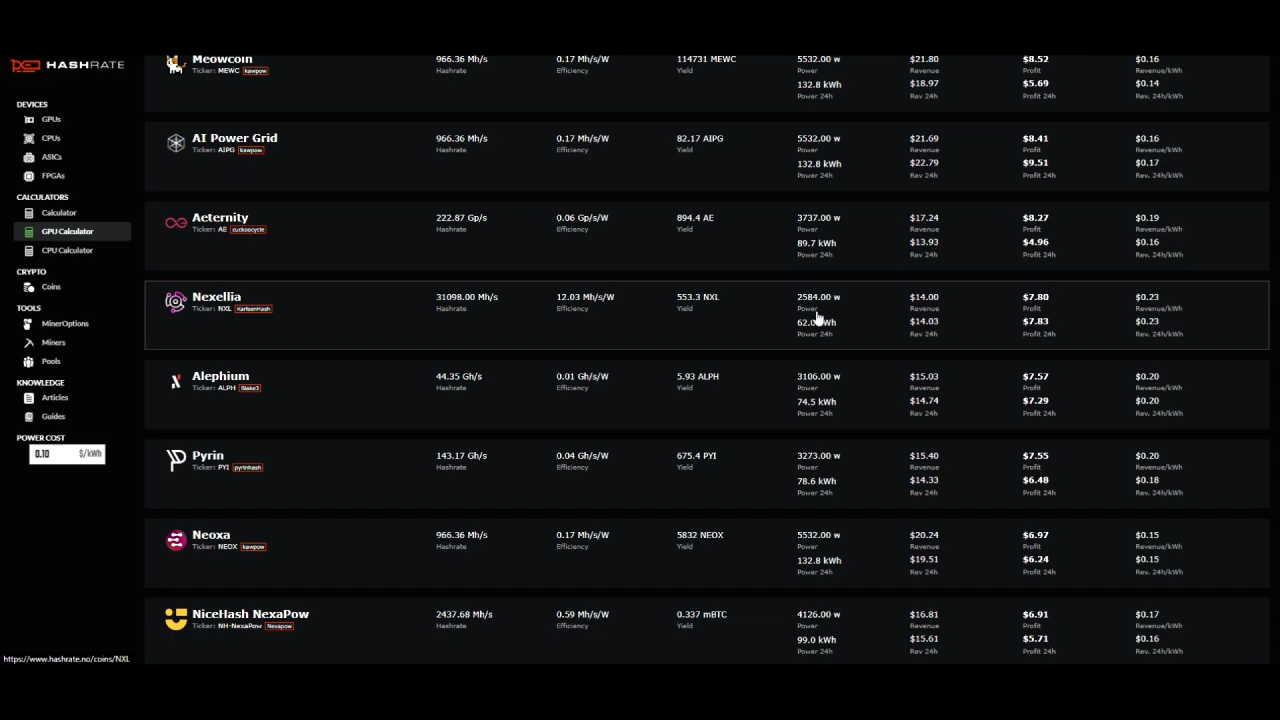 HASHRATE
DEVICES
GPUs
CPUs
ASICs
FPGAs
CALCULATORS
Calculator
GPU Calculator
CPU Calculator
CRYPTO
Coins
TOOLS
MinerOptions
Miners
Pools
KNOWLEDGE
Articles
Guides
POWER COST
0.10 $/kWh
Meowcoin 966.36 Mh/s 0.17 Mh/s/W 114731 MEWC 5532.00 w $21.80 $8.52 $0.16
Ticker: MEWC kawpow Hashrate Efficiency Yield Power Revenue Profit Revenue/kWh
132.8 kWh $18.97 $5.69 $0.14
Power 24h Rev 24h Profit 24h Rev. 24h/kWh
AI Power Grid 966.36 Mh/s 0.17 Mh/s/W 82.17 AIPG 5532.00 w $21.69 $8.41 $0.16
Ticker: AIPG kawpow Hashrate Efficiency Yield Power Revenue Profit Revenue/kWh
132.8 kWh $22.79 $9.51 $0.17
Power 24h Rev 24h Profit 24h Rev. 24h/kWh
Aeternity 222.87 Gp/s 0.06 Gp/s/W 894.4 AE 3737.00 w $17.24 $8.27 $0.19
Ticker: AE cuckoocycle Hashrate Efficiency Yield Power Revenue Profit Revenue/kWh
89.7 kWh $13.93 $4.96 $0.16
Power 24h Rev 24h Profit 24h Rev. 24h/kWh
Nexellia 31098.00 Mh/s 12.03 Mh/s/W 553.3 NXL 2584.00 w $14.00 $7.80 $0.23
Ticker: NXL KarlsenHash Hashrate Efficiency Yield Power Revenue Profit Revenue/kWh
$14.03 $7.83 $0.23
Power 24h Rev 24h Profit 24h Rev. 24h/kWh
Alephium 44.35 Gh/s 0.01 Gh/s/W 5.93 ALPH 3106.00 w $15.03 $7.57 $0.20
Ticker: ALPH Blake3 Hashrate Efficiency Yield Power Revenue Profit Revenue/kWh
74.5 kWh $14.74 $7.29 $0.20
Power 24h Rev 24h Profit 24h Rev. 24h/kWh
Pyrin 143.17 Gh/s 0.04 Gh/s/W 675.4 PYI 3273.00 w $15.40 $7.55 $0.20
Ticker: PYI pyrinhash Hashrate Efficiency Yield Power Revenue Profit Revenue/kWh
78.6 kWh $14.33 $6.48 $0.18
Power 24h Rev 24h Profit 24h Rev. 24h/kWh
Neoxa 966.36 Mh/s 0.17 Mh/s/W 5832 NEOX 5532.00 w $20.24 $6.97 $0.15
Ticker: NEOX kawpow Hashrate Efficiency Yield Power Revenue Profit Revenue/kWh
132.8 kWh $19.51 $6.24 $0.15
Power 24h Rev 24h Profit 24h Rev. 24h/kWh
NiceHash NexaPow 2437.68 Mh/s 0.59 Mh/s/W 0.337 mBTC 4126.00 w $16.81 $6.91 $0.17
Ticker: NH-NexaPow Nexapow Hashrate Efficiency Yield Power Revenue Profit Revenue/kWh
99.0 kWh $15.61 $5.71 $0.16
Power 24h Rev 24h Profit 24h Rev. 24h/kWh
https://www.hashrate.no/coins/NXL